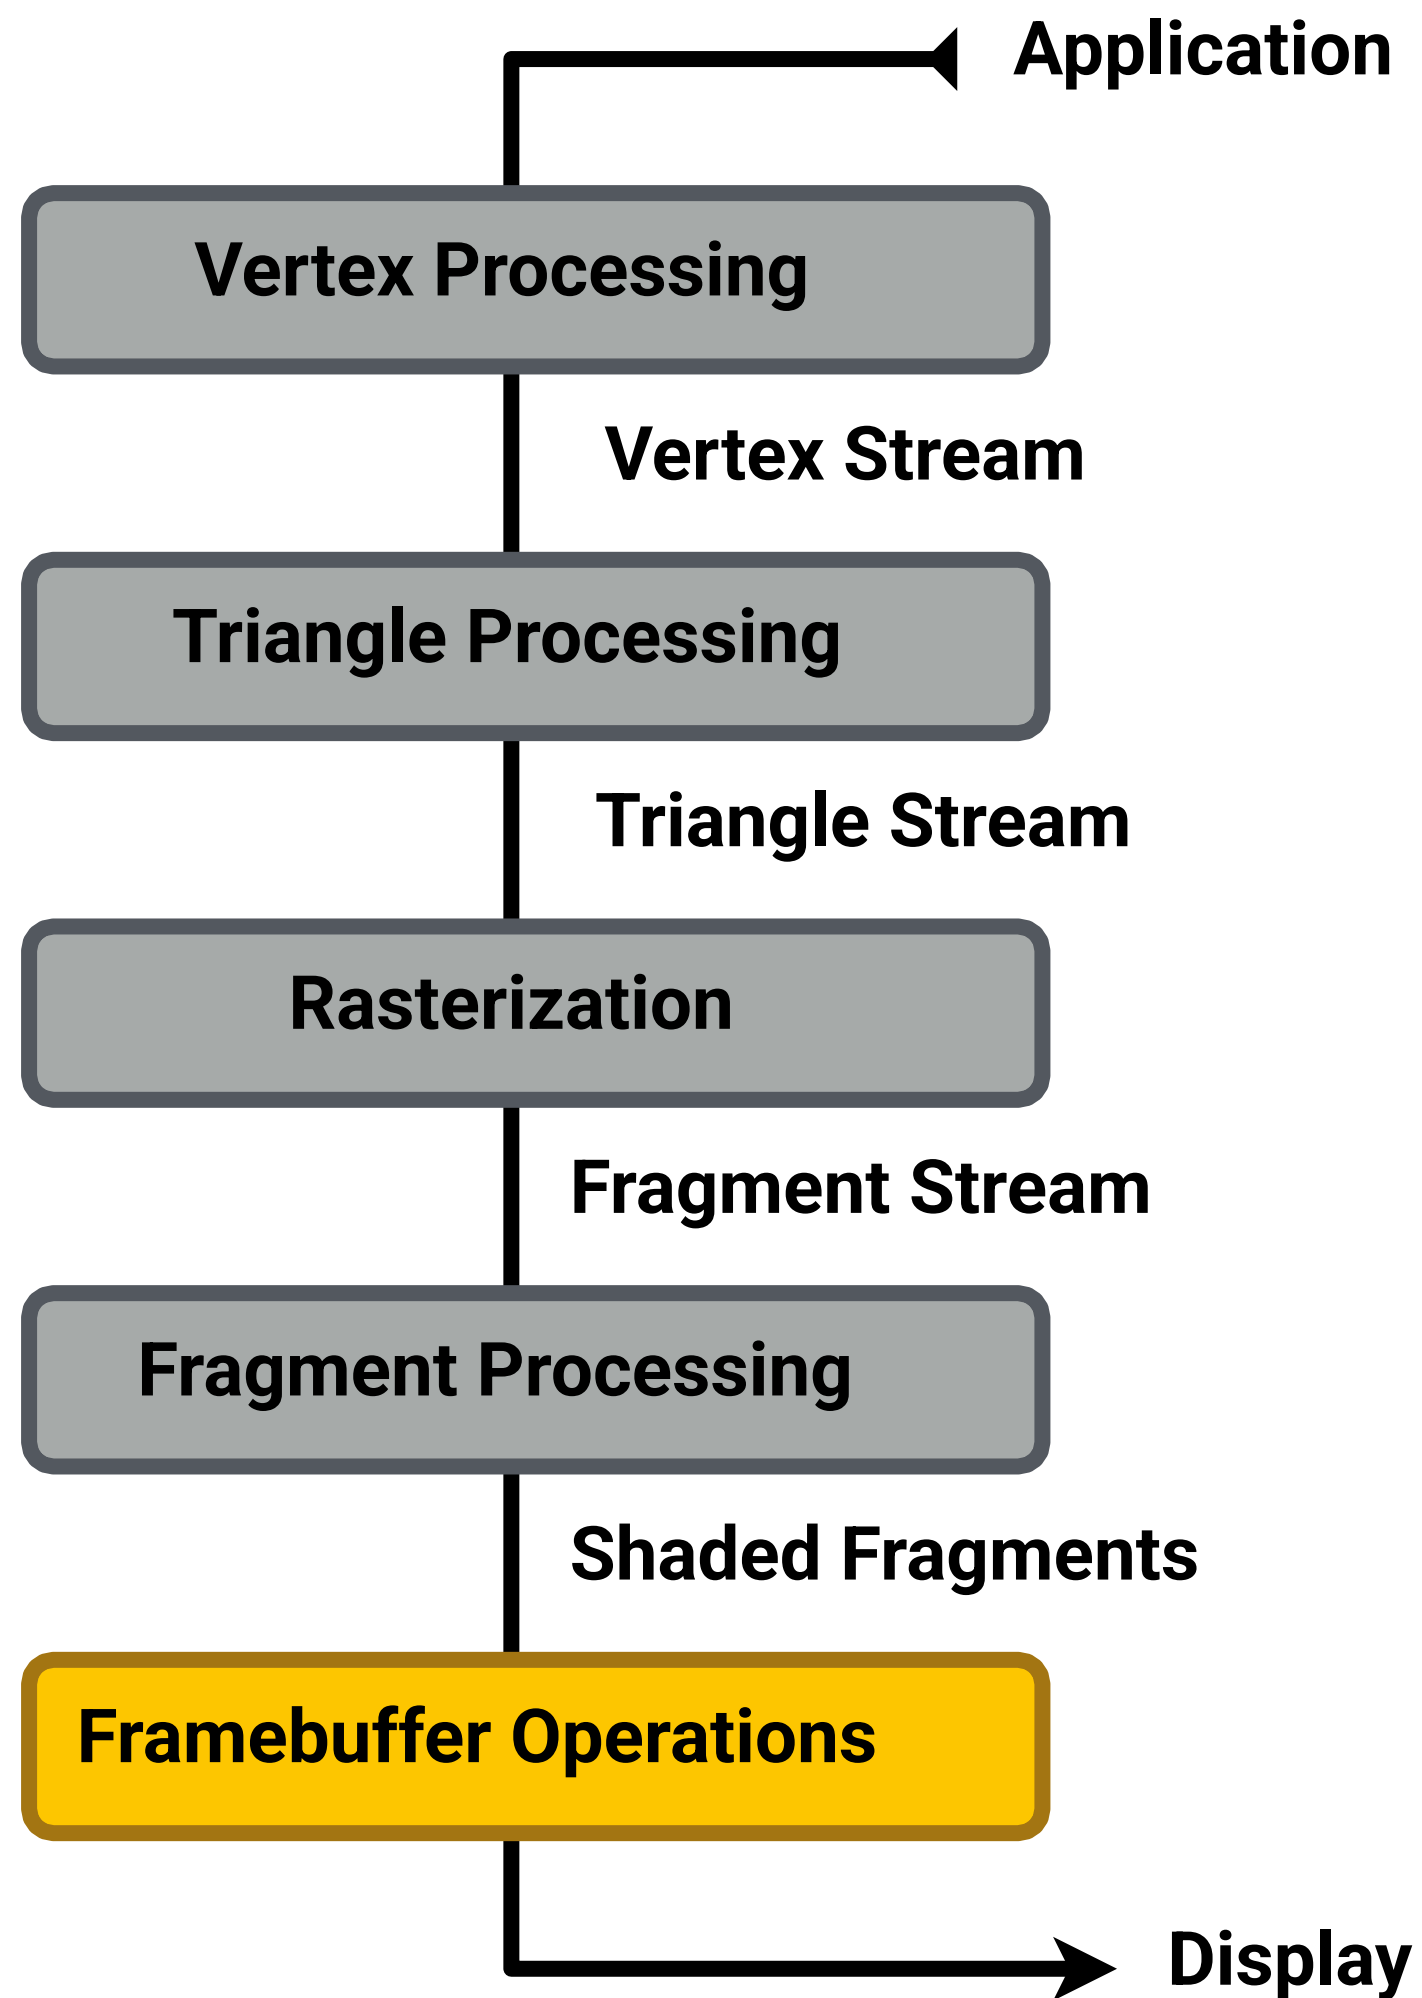 Application
Vertex Processing
Vertex Stream
Triangle Processing
Triangle Stream
Rasterization
Fragment Stream
Fragment Processing
Shaded Fragments
Framebuffer Operations
Display